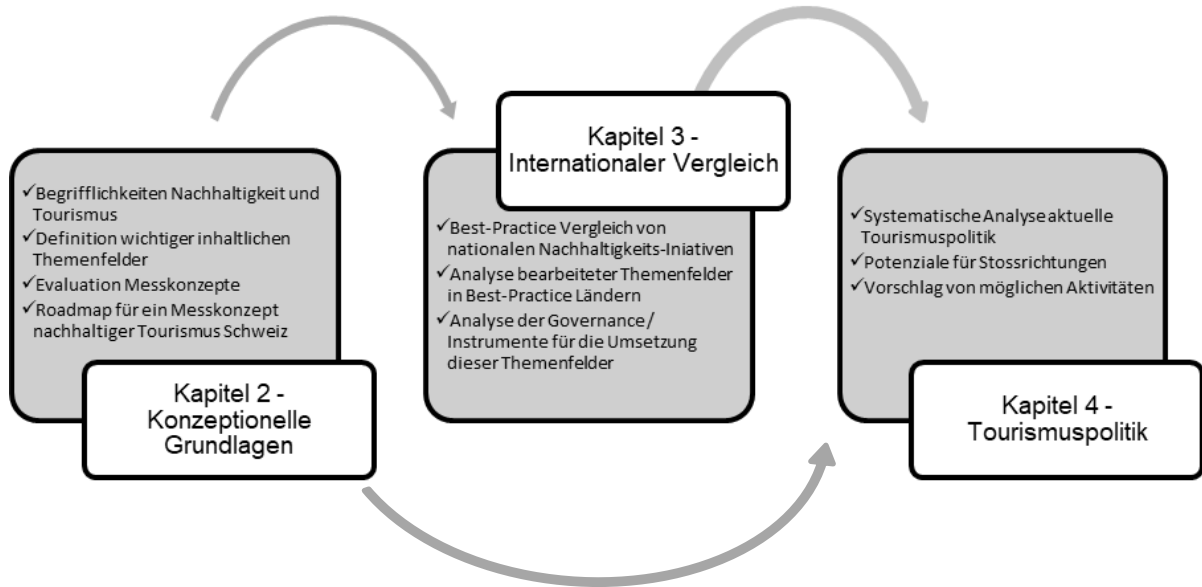 ✓Begrifflichkeiten Nachhaltigkeit und
Tourismus
✓Definition wichtiger inhaltlichen
Themenfelder
✓Evaluation Messkonzepte
✓Roadmap für ein Messkonzept
nachhaltiger Tourismus Schweiz
Kapitel 2 -
Konzeptionelle
Grundlagen
Kapitel 3 -
Internationaler Vergleich
✓Best-Practice Vergleich von
nationalen Nachhaltigkeits-Iniativen
✓Analyse bearbeiteter Themenfelder
in Best-Practice Ländern
✓Analyse der Governance/
Instrumente für die Umsetzung
dieser Themenfelder
✓Systematische Analyse aktuelle
Tourismuspolitik
✓Potenziale für Stossrichtungen
✓Vorschlag von möglichen Aktivitäten
Kapitel 4 -
Tourismuspolitik